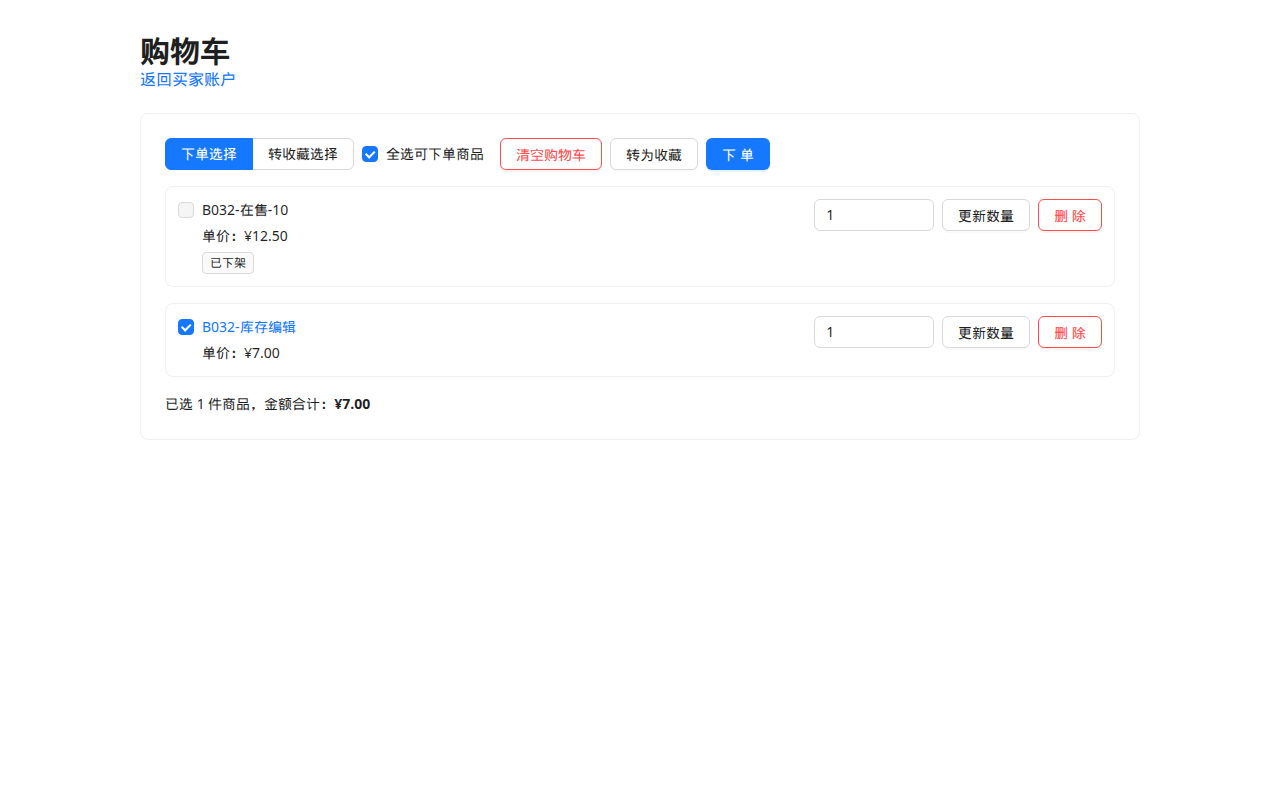 购物车
返回买家账户
下单选择 转收藏选择 全选可下单商品 清空购物车 转为收藏 下 单
B032-在售-10 1 更新数量 删 除
单价：¥12.50
已下架
B032-库存编辑 1 更新数量 删 除
单价：¥7.00
已选 1 件商品，金额合计：¥7.00